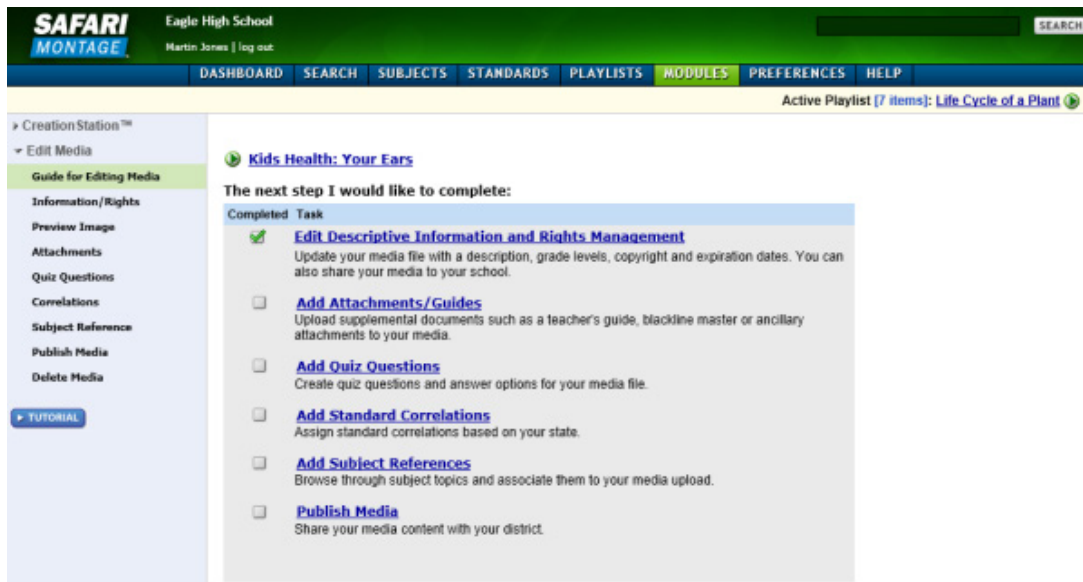 SAFARI
MONTAGE
Eagle High School
Martin Jones | log out
SEARCH
DASHBOARD SEARCH SUBJECTS STANDARDS PLAYLISTS MODULES PREFERENCES HELP
Active Playlist [7 items]: Life Cycle of a Plant
CreationStation™
Edit Media
Guide for Editing Media
Information/Rights
Preview Image
Attachments
Quiz Questions
Correlations
Subject Reference
Publish Media
Delete Media
TUTORIAL
Kids Health: Your Ears
The next step I would like to complete:
Completed Task
Edit Descriptive Information and Rights Management
Update your media file with a description, grade levels, copyright and expiration dates. You can
also share your media to your school.
Add Attachments/Guides
Upload supplemental documents such as a teacher's guide, blackline master or ancillary
attachments to your media.
Add Quiz Questions
Create quiz questions and answer options for your media file.
Add Standard Correlations
Assign standard correlations based on your state.
Add Subject References
Browse through subject topics and associate them to your media upload.
Publish Media
Share your media content with your district.